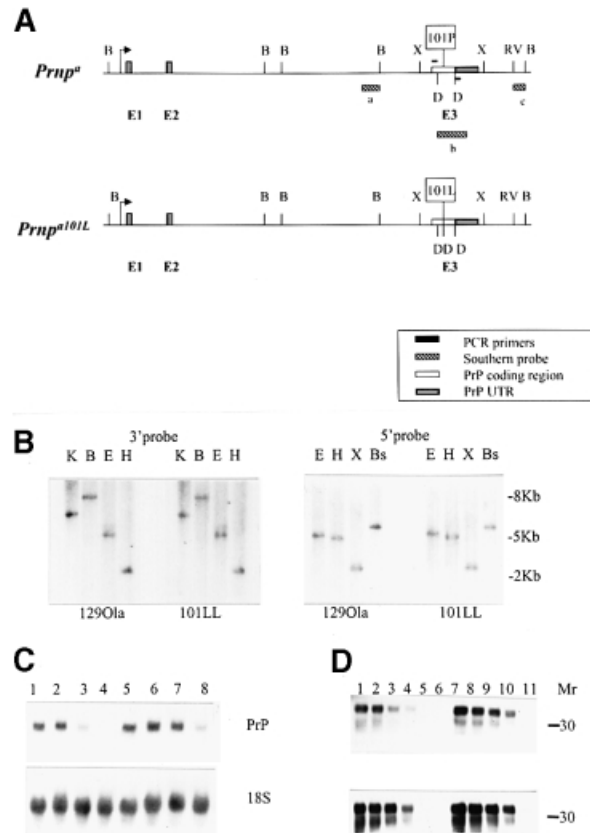 A
B B B B X 101P X RV B
Prnpᵃ
D D
a c
E1 E2 E3
b
B B B B X 101L X RV B
Prnpᵃ¹⁰¹ᴸ
DD D
E1 E2 E3
PCR primers
Southern probe
PrP coding region
PrP UTR
B
3'probe 5'probe
K B E H K B E H E H X Bs E H X Bs
-8Kb
-5Kb
-2Kb
129Ola 101LL 129Ola 101LL
C
1 2 3 4 5 6 7 8
PrP
18S
D
1 2 3 4 5 6 7 8 9 10 11 Mr
-30
-30